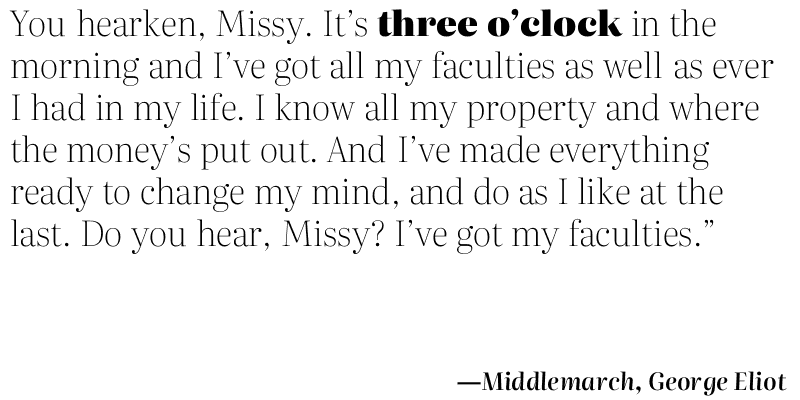 You hearken, Missy. It’s three o’clock in the
morning and I’ve got all my faculties as well as ever
I had in my life. I know all my property and where
the money’s put out. And I’ve made everything
ready to change my mind, and do as I like at the
last. Do you hear, Missy? I’ve got my faculties.”
—Middlemarch, George Eliot